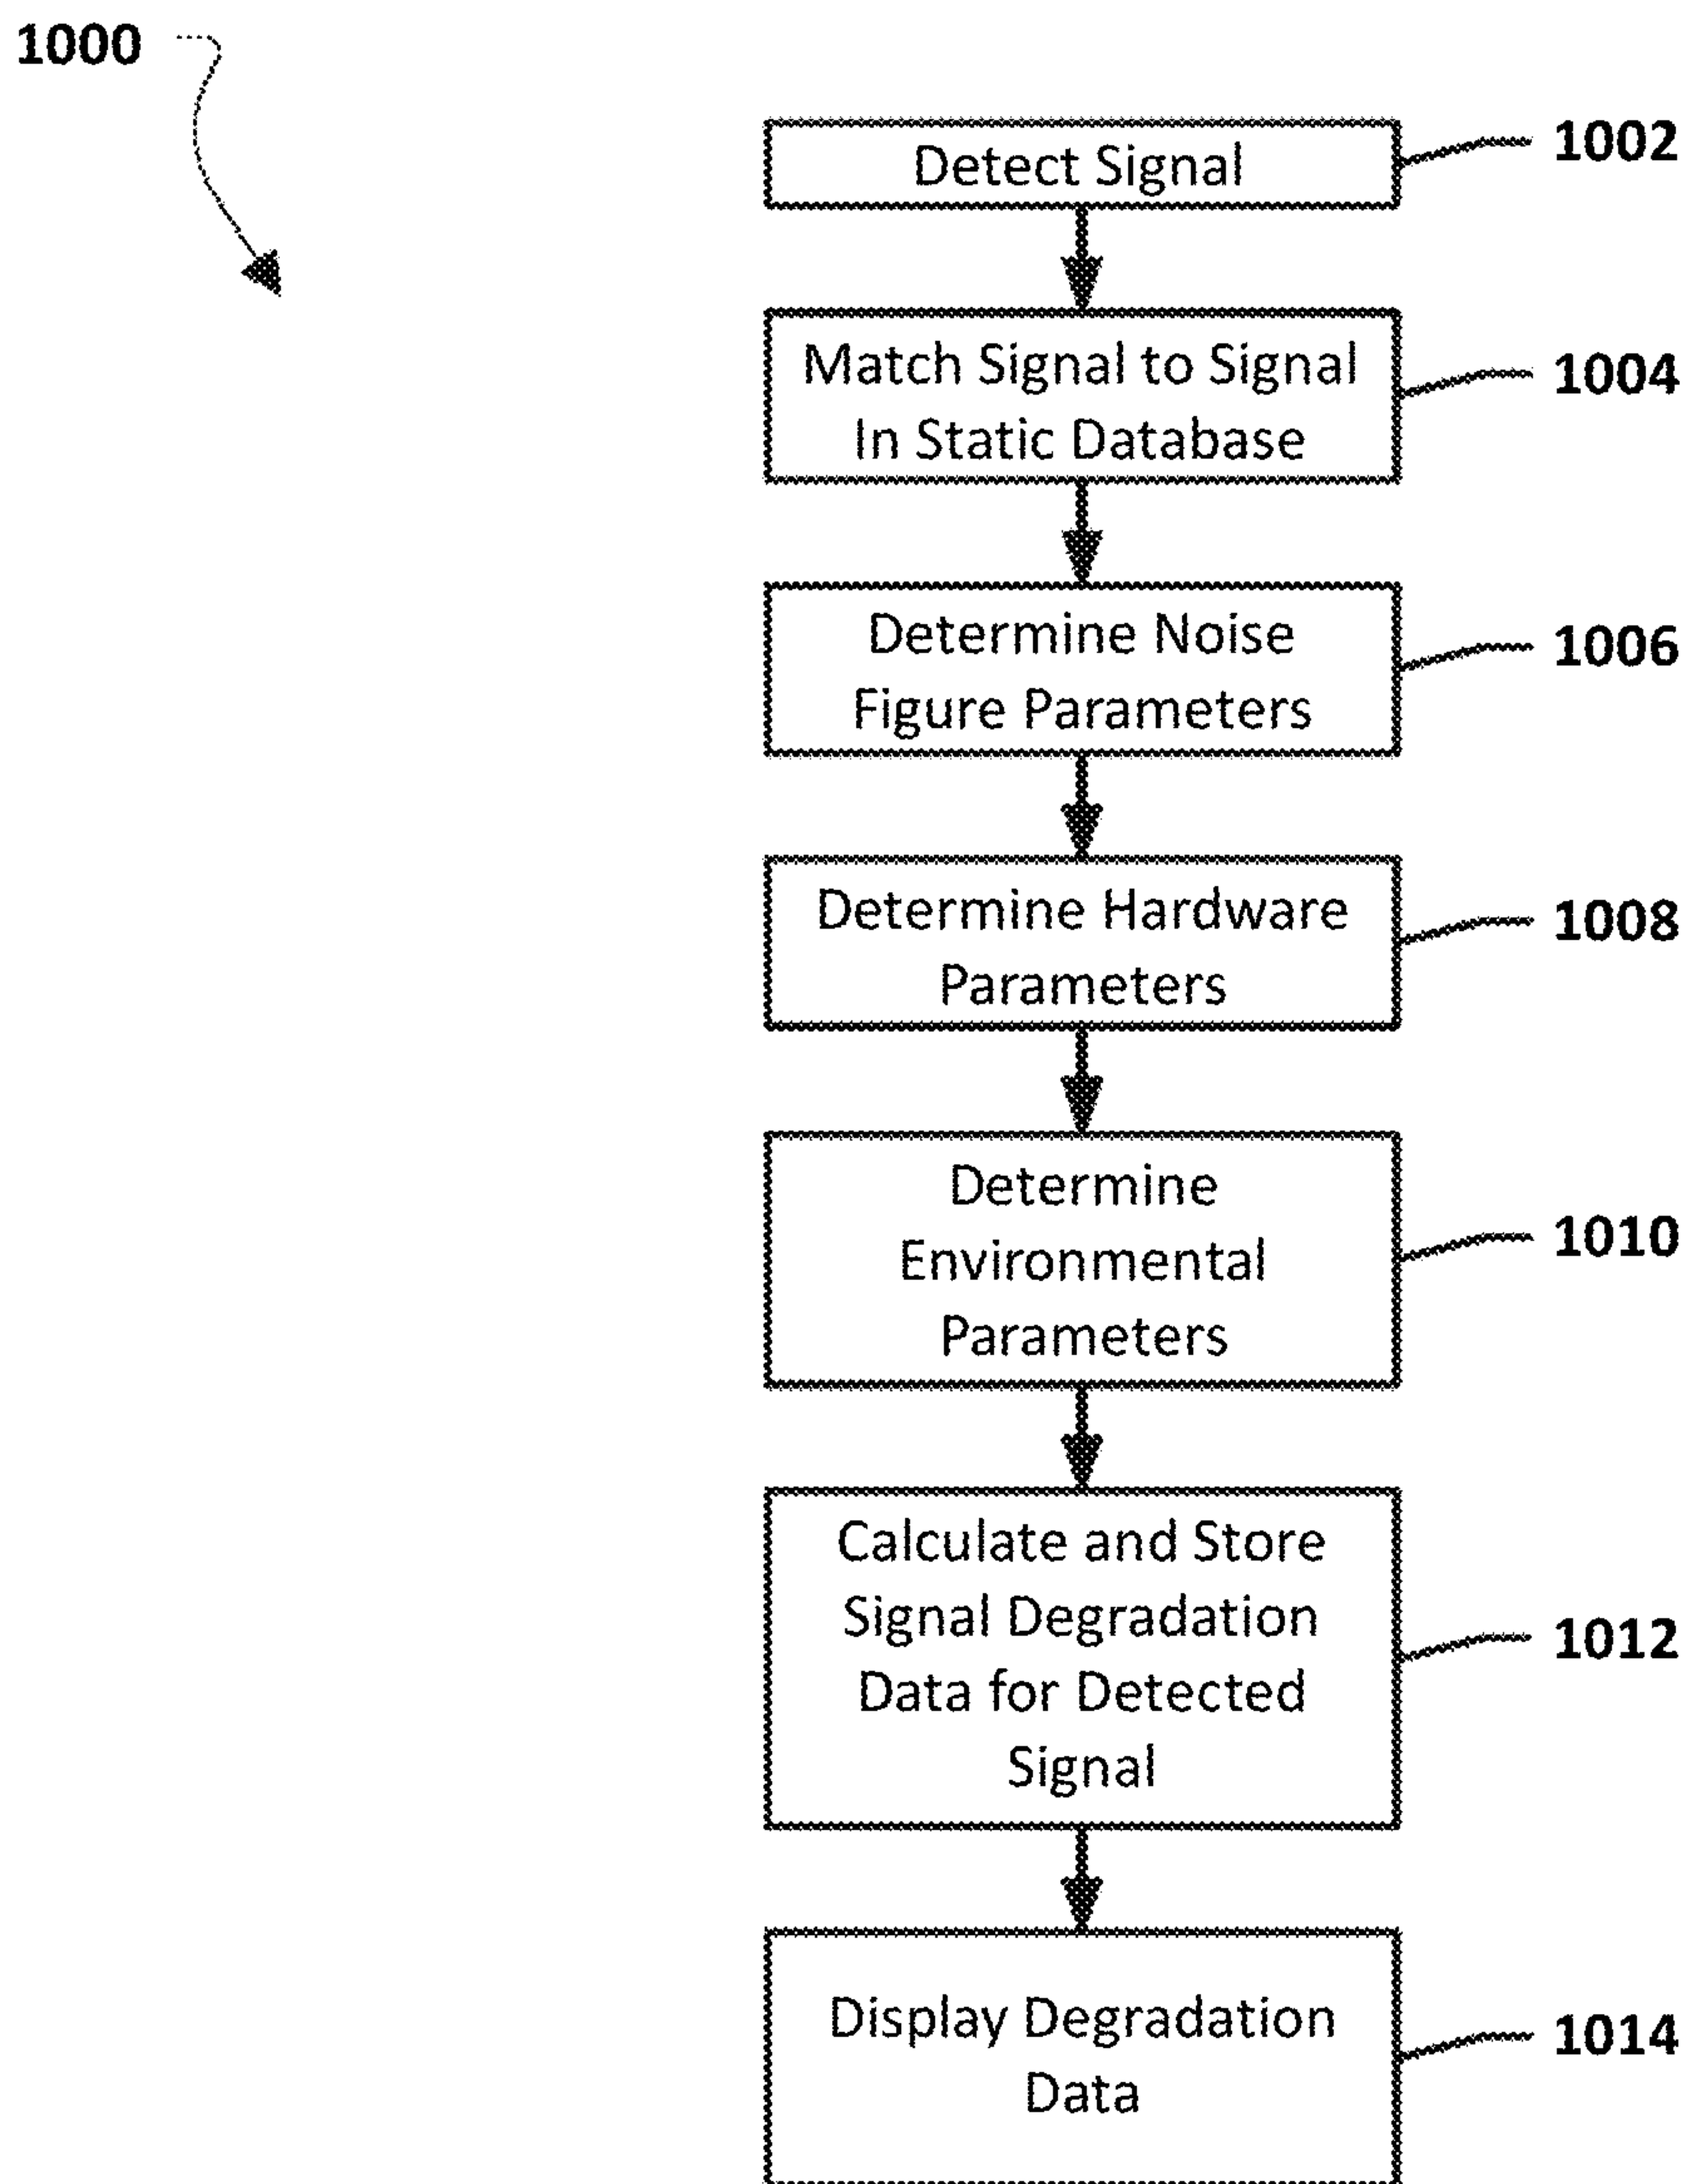 1000
Detect Signal
1002
Match Signal to Signal
In Static Database
1004
Determine Noise
Figure Parameters
1006
Determine Hardware
Parameters
1008
Determine
Environmental
Parameters
1010
Calculate and Store
Signal Degradation
Data for Detected
Signal
1012
Display Degradation
Data
1014